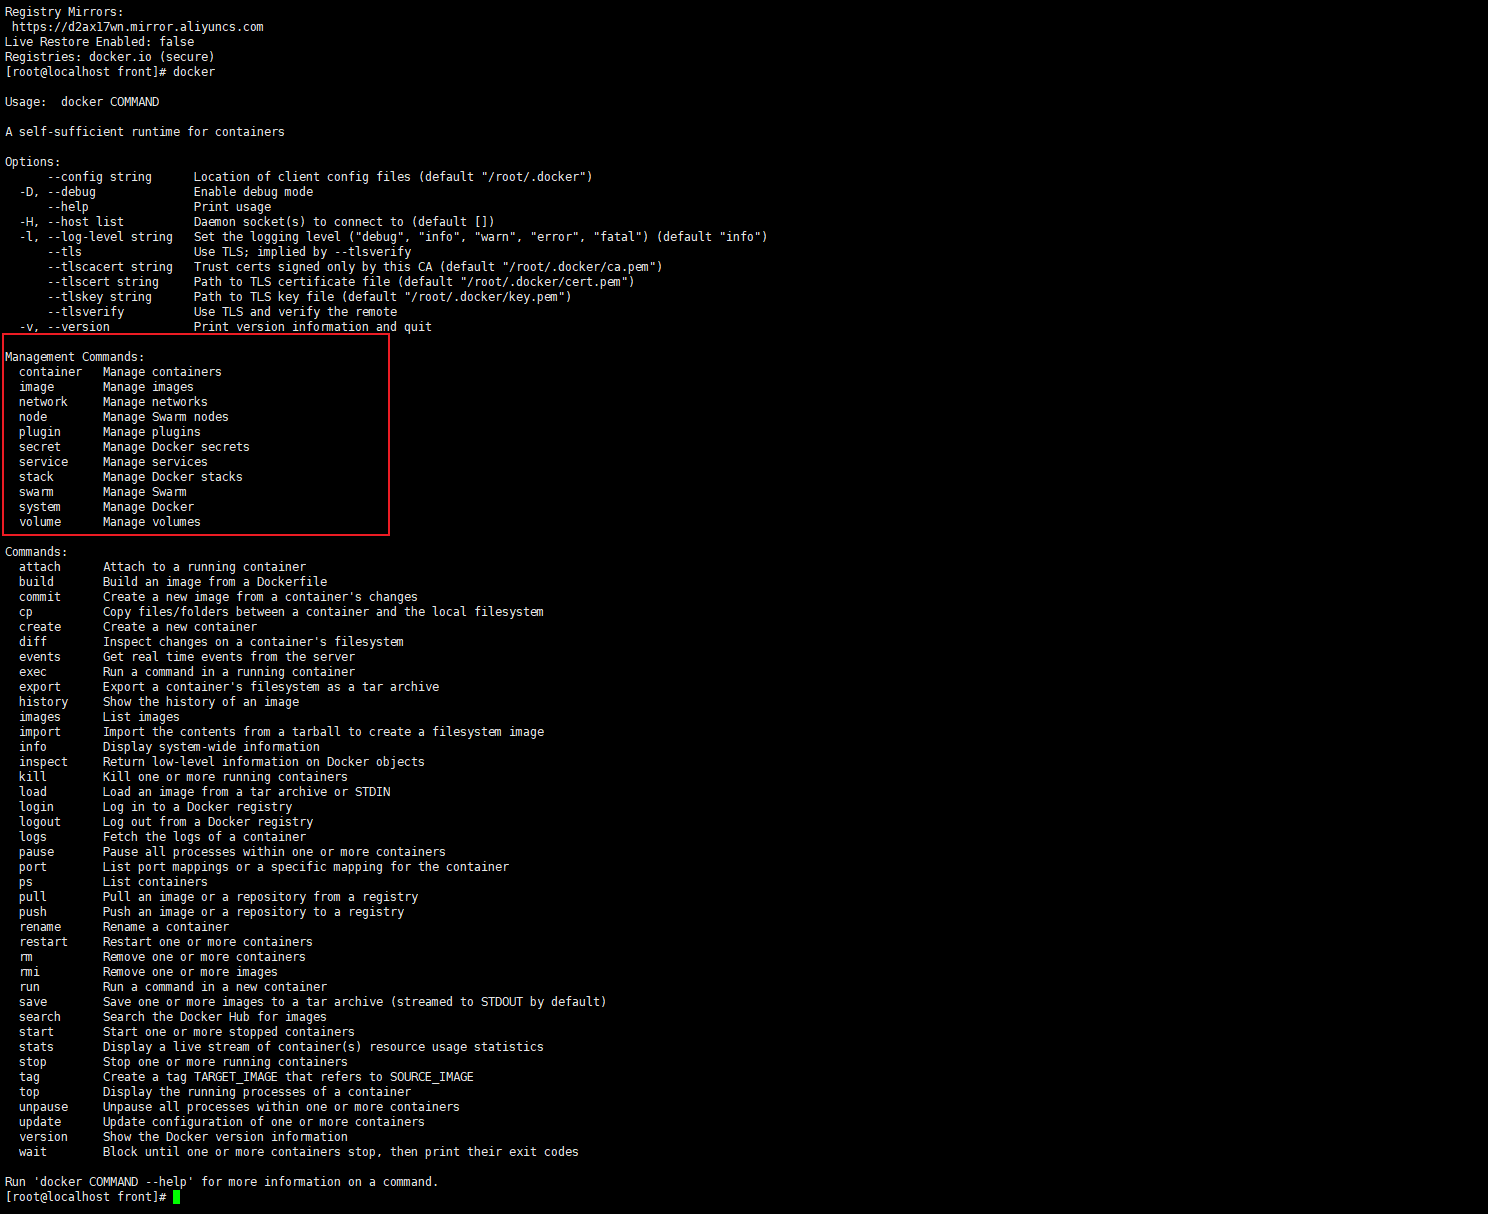 Registry Mirrors:
 https://d2ax17wn.mirror.aliyuncs.com
Live Restore Enabled: false
Registries: docker.io (secure)
[root@localhost front]# docker

Usage:  docker COMMAND

A self-sufficient runtime for containers

Options:
      --config string      Location of client config files (default "/root/.docker")
  -D, --debug              Enable debug mode
      --help               Print usage
  -H, --host list          Daemon socket(s) to connect to (default [])
  -l, --log-level string   Set the logging level ("debug", "info", "warn", "error", "fatal") (default "info")
      --tls                Use TLS; implied by --tlsverify
      --tlscacert string   Trust certs signed only by this CA (default "/root/.docker/ca.pem")
      --tlscert string     Path to TLS certificate file (default "/root/.docker/cert.pem")
      --tlskey string      Path to TLS key file (default "/root/.docker/key.pem")
      --tlsverify          Use TLS and verify the remote
  -v, --version            Print version information and quit

Management Commands:
  container   Manage containers
  image       Manage images
  network     Manage networks
  node        Manage Swarm nodes
  plugin      Manage plugins
  secret      Manage Docker secrets
  service     Manage services
  stack       Manage Docker stacks
  swarm       Manage Swarm
  system      Manage Docker
  volume      Manage volumes

Commands:
  attach      Attach to a running container
  build       Build an image from a Dockerfile
  commit      Create a new image from a container's changes
  cp          Copy files/folders between a container and the local filesystem
  create      Create a new container
  diff        Inspect changes on a container's filesystem
  events      Get real time events from the server
  exec        Run a command in a running container
  export      Export a container's filesystem as a tar archive
  history     Show the history of an image
  images      List images
  import      Import the contents from a tarball to create a filesystem image
  info        Display system-wide information
  inspect     Return low-level information on Docker objects
  kill        Kill one or more running containers
  load        Load an image from a tar archive or STDIN
  login       Log in to a Docker registry
  logout      Log out from a Docker registry
  logs        Fetch the logs of a container
  pause       Pause all processes within one or more containers
  port        List port mappings or a specific mapping for the container
  ps          List containers
  pull        Pull an image or a repository from a registry
  push        Push an image or a repository to a registry
  rename      Rename a container
  restart     Restart one or more containers
  rm          Remove one or more containers
  rmi         Remove one or more images
  run         Run a command in a new container
  save        Save one or more images to a tar archive (streamed to STDOUT by default)
  search      Search the Docker Hub for images
  start       Start one or more stopped containers
  stats       Display a live stream of container(s) resource usage statistics
  stop        Stop one or more running containers
  tag         Create a tag TARGET_IMAGE that refers to SOURCE_IMAGE
  top         Display the running processes of a container
  unpause     Unpause all processes within one or more containers
  update      Update configuration of one or more containers
  version     Show the Docker version information
  wait        Block until one or more containers stop, then print their exit codes

Run 'docker COMMAND --help' for more information on a command.
[root@localhost front]#